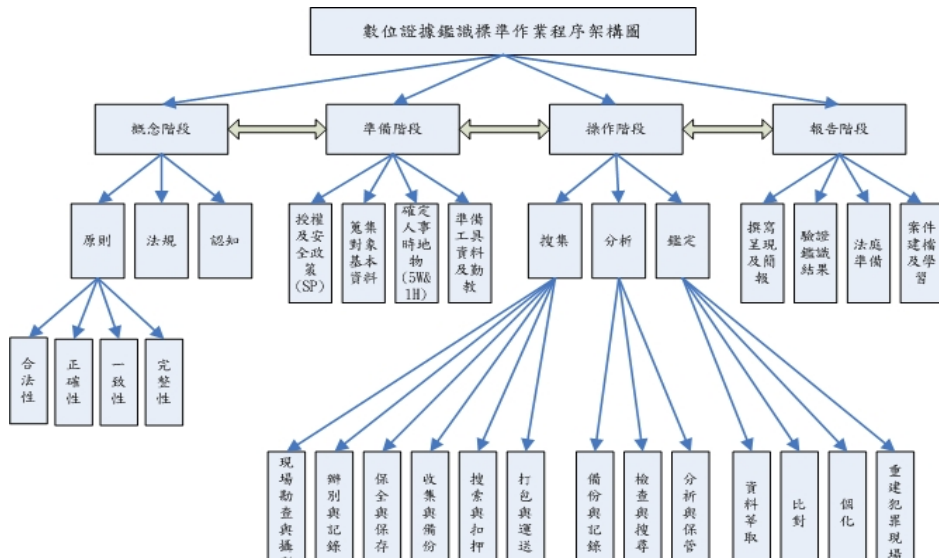 數位證據鑑識標準作業程序架構圖
概念階段
準備階段
操作階段
報告階段
原則
法規
認知
授權
及安
全政
策
(SP)
蒐集
對象
基本
資料
確定
人事
時地
物
(5W&
1H)
準備
工具
資料
及勤
教
搜集
分析
鑑定
撰寫
呈現
及簡
報
驗證
鑑識
結果
法庭
準備
案件
建檔
及學
習
合法性
正確性
一致性
完整性
現場勘查與攝
辦別與記錄
保全與保存
收集與備份
搜索與扣押
打包與運送
備份與記錄
檢查與搜尋
分析與保管
資料萃取
比對
個化
重建犯罪現場